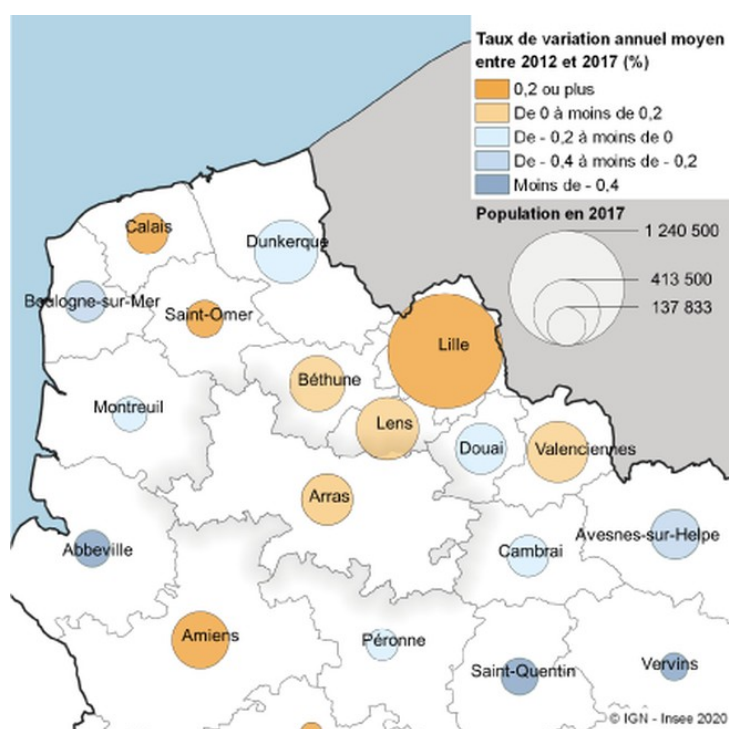 Taux de variation annuel moyen
entre 2012 et 2017 (%)
0,2 ou plus
De 0 à moins de 0,2
De - 0,2 à moins de 0
De - 0,4 à moins de - 0,2
Moins de - 0,4
Population en 2017
1 240 500
413 500
137 833
Calais
Dunkerque
Boulogne-sur-Mer
Saint-Omer
Lille
Béthune
Montreuil
Lens
Douai
Valenciennes
Arras
Abbeville
Cambrai
Avesnes-sur-Helpe
Amiens
Péronne
Saint-Quentin
Vervins
© IGN - Insee 2020